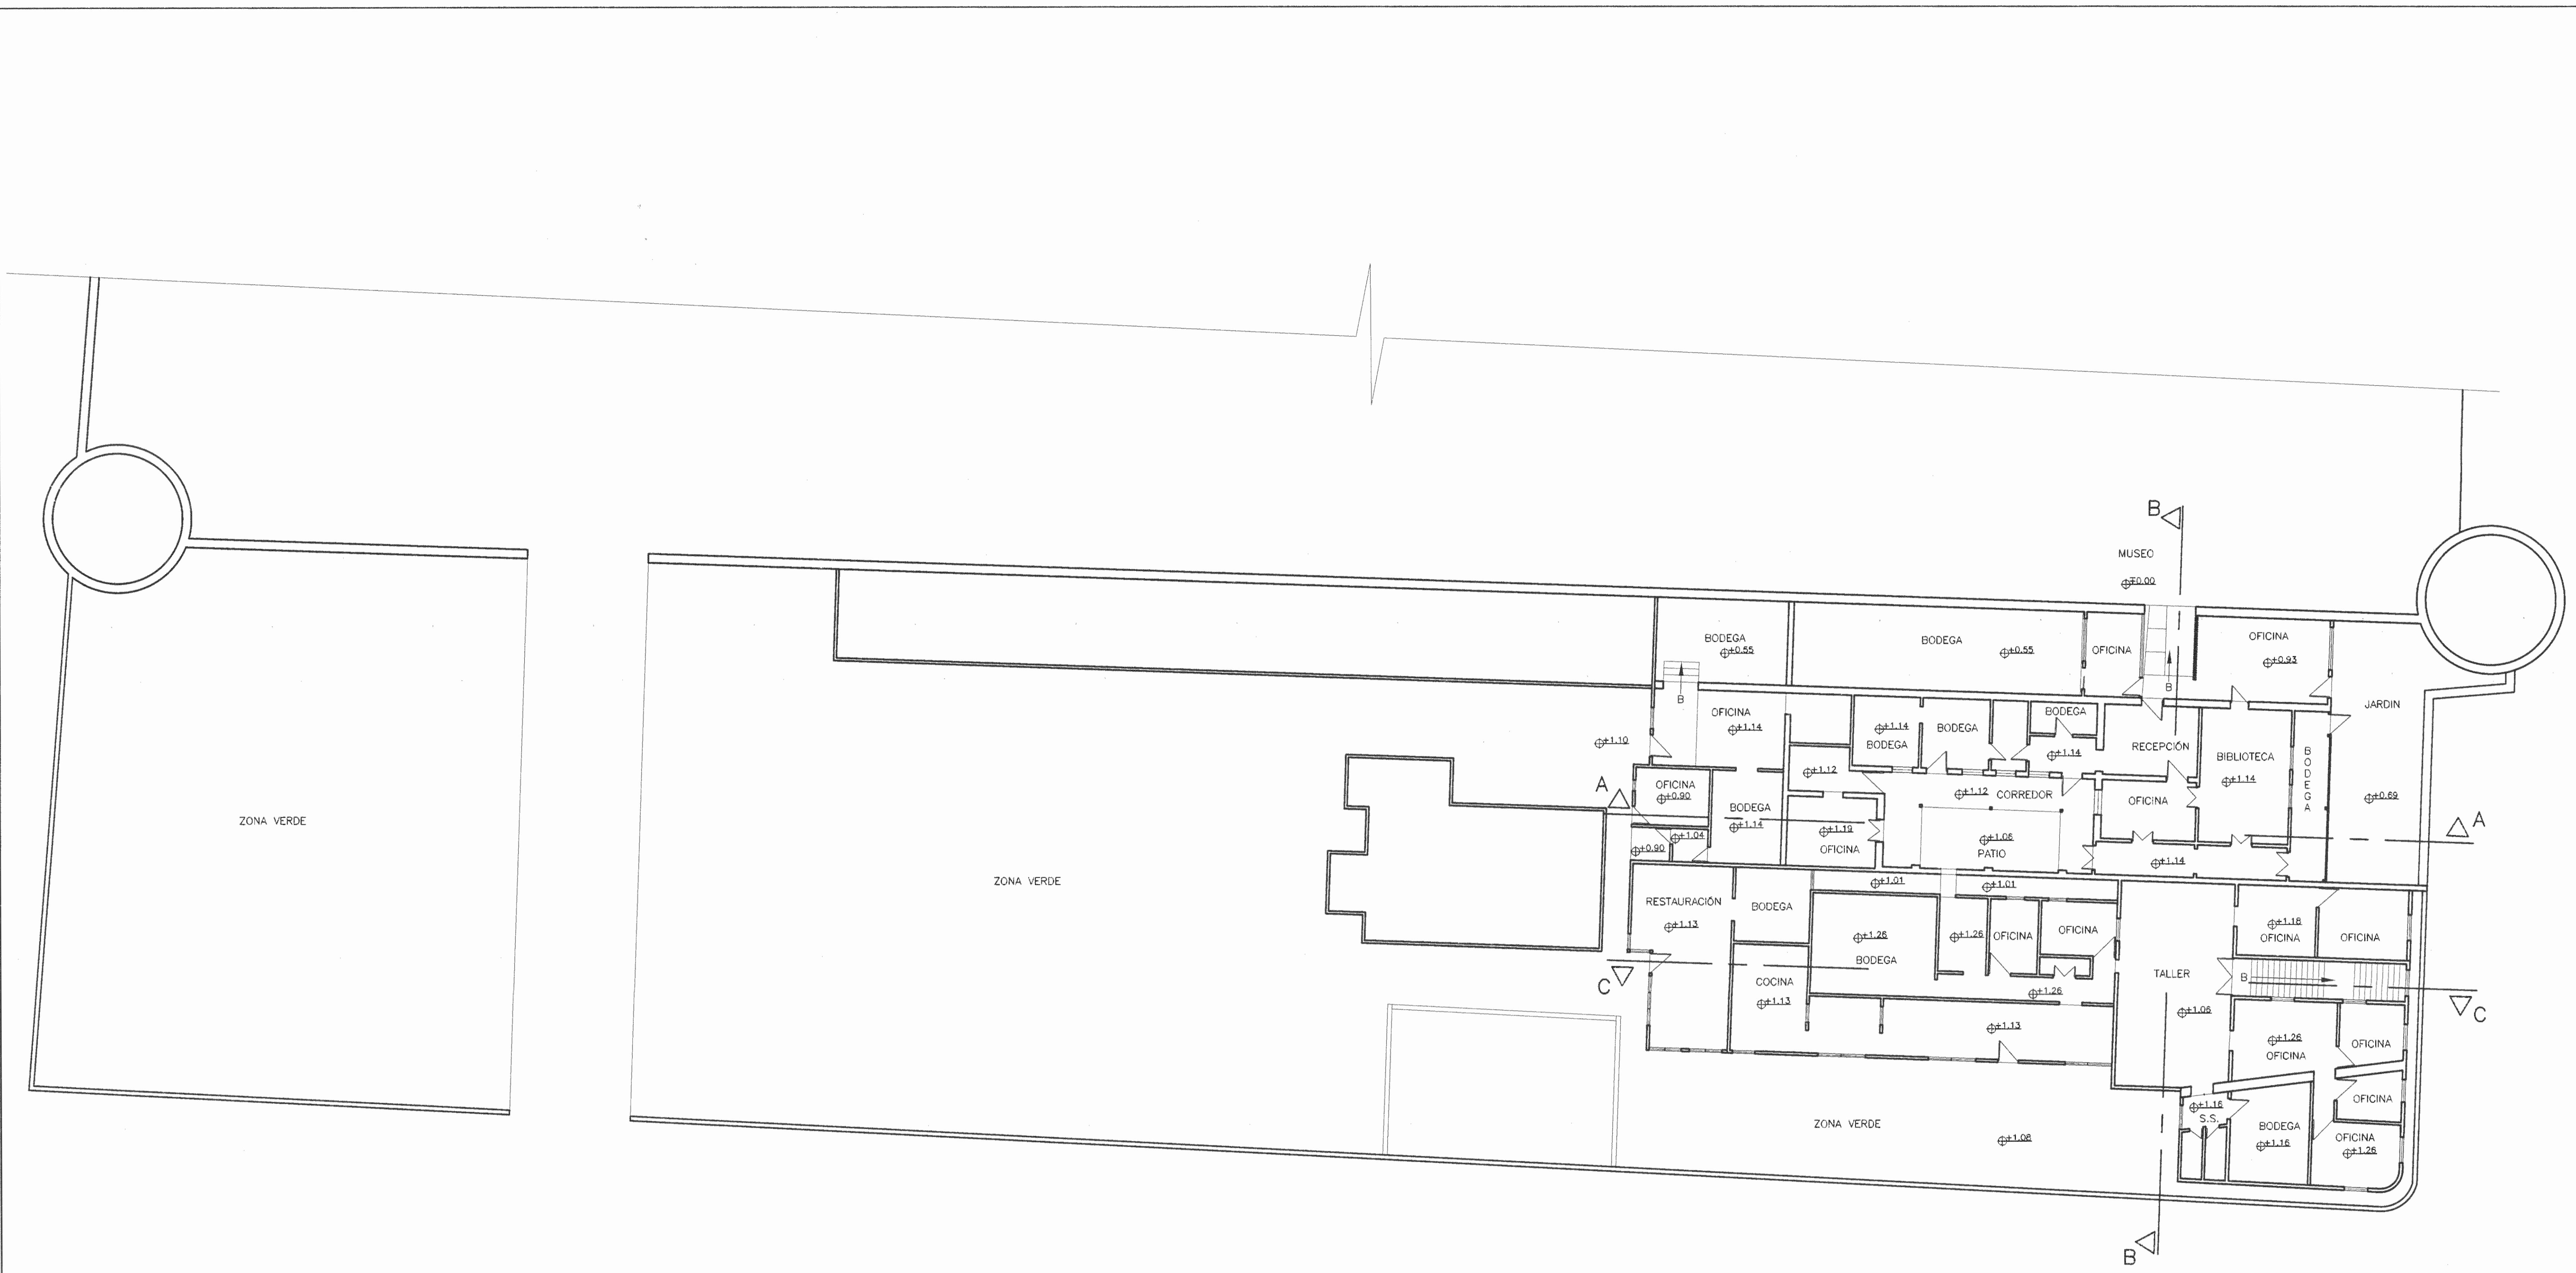 B
MUSEO
∓0.00
BODEGA
+0.55
BODEGA
+0.55
OFICINA
OFICINA
+0.93
B
B
JARDIN
OFICINA
+1.14
+1.10
+1.14
BODEGA
BODEGA
BODEGA
+1.14
RECEPCIÓN
BIBLIOTECA
+1.14
BODEGA
+1.12
+1.12
CORREDOR
OFICINA
A
OFICINA
+0.90
BODEGA
+1.14
+0.69
ZONA VERDE
+1.04
+0.90
+1.19
OFICINA
+1.06
PATIO
+1.14
A
ZONA VERDE
+1.01
+1.01
RESTAURACIÓN
+1.13
BODEGA
+1.26
BODEGA
+1.26
OFICINA
OFICINA
+1.18
OFICINA
OFICINA
C
COCINA
+1.13
+1.26
TALLER
+1.06
B
C
+1.13
+1.26
OFICINA
OFICINA
OFICINA
ZONA VERDE
+1.08
+1.16
S.S.
BODEGA
+1.16
OFICINA
+1.26
B